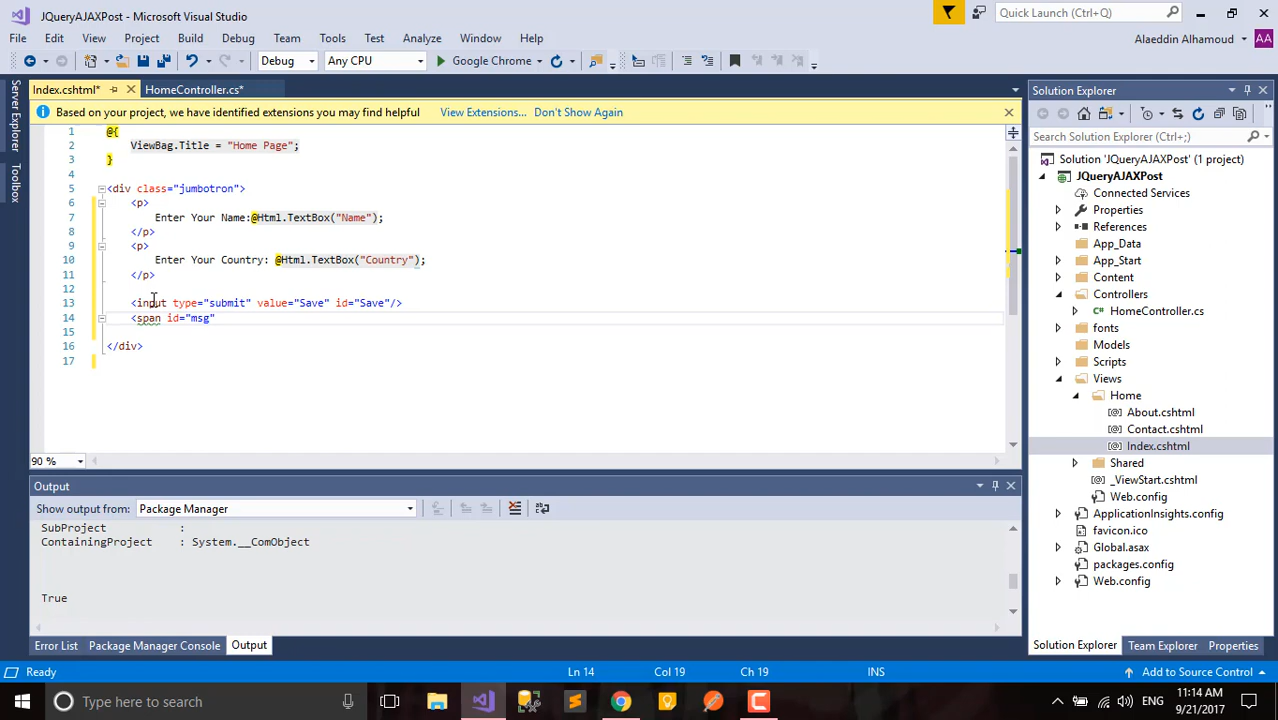 JQueryAJAXPost - Microsoft Visual Studio
Quick Launch (Ctrl+Q)
File Edit View Project Build Debug Team Tools Test Analyze Window Help
Alaeddin Alhamoud AA
Debug Any CPU Google Chrome
Server Explorer
Toolbox
Index.cshtml* HomeController.cs*
Based on your project, we have identified extensions you may find helpful View Extensions... Don't Show Again
1 @{
2 ViewBag.Title = "Home Page";
3 }
4
5 <div class="jumbotron">
6 <p>
7 Enter Your Name:@Html.TextBox("Name");
8 </p>
9 <p>
10 Enter Your Country: @Html.TextBox("Country");
11 </p>
12
13 <input type="submit" value="Save" id="Save"/>
14 <span id="msg"
15
16 </div>
17
90 %
Output
Show output from: Package Manager
SubProject :
ContainingProject : System.__ComObject
True
Error List Package Manager Console Output
Solution Explorer
Search Solution Explorer (Ctrl+;)
Solution 'JQueryAJAXPost' (1 project)
JQueryAJAXPost
Connected Services
Properties
References
App_Data
App_Start
Content
Controllers
C# HomeController.cs
fonts
Models
Scripts
Views
Home
[@] About.cshtml
[@] Contact.cshtml
[@] Index.cshtml
Shared
[@] _ViewStart.cshtml
Web.config
ApplicationInsights.config
favicon.ico
Global.asax
packages.config
Web.config
Solution Explorer Team Explorer Properties
Ready Ln 14 Col 19 Ch 19 INS Add to Source Control
Type here to search
ENG 11:14 AM
9/21/2017